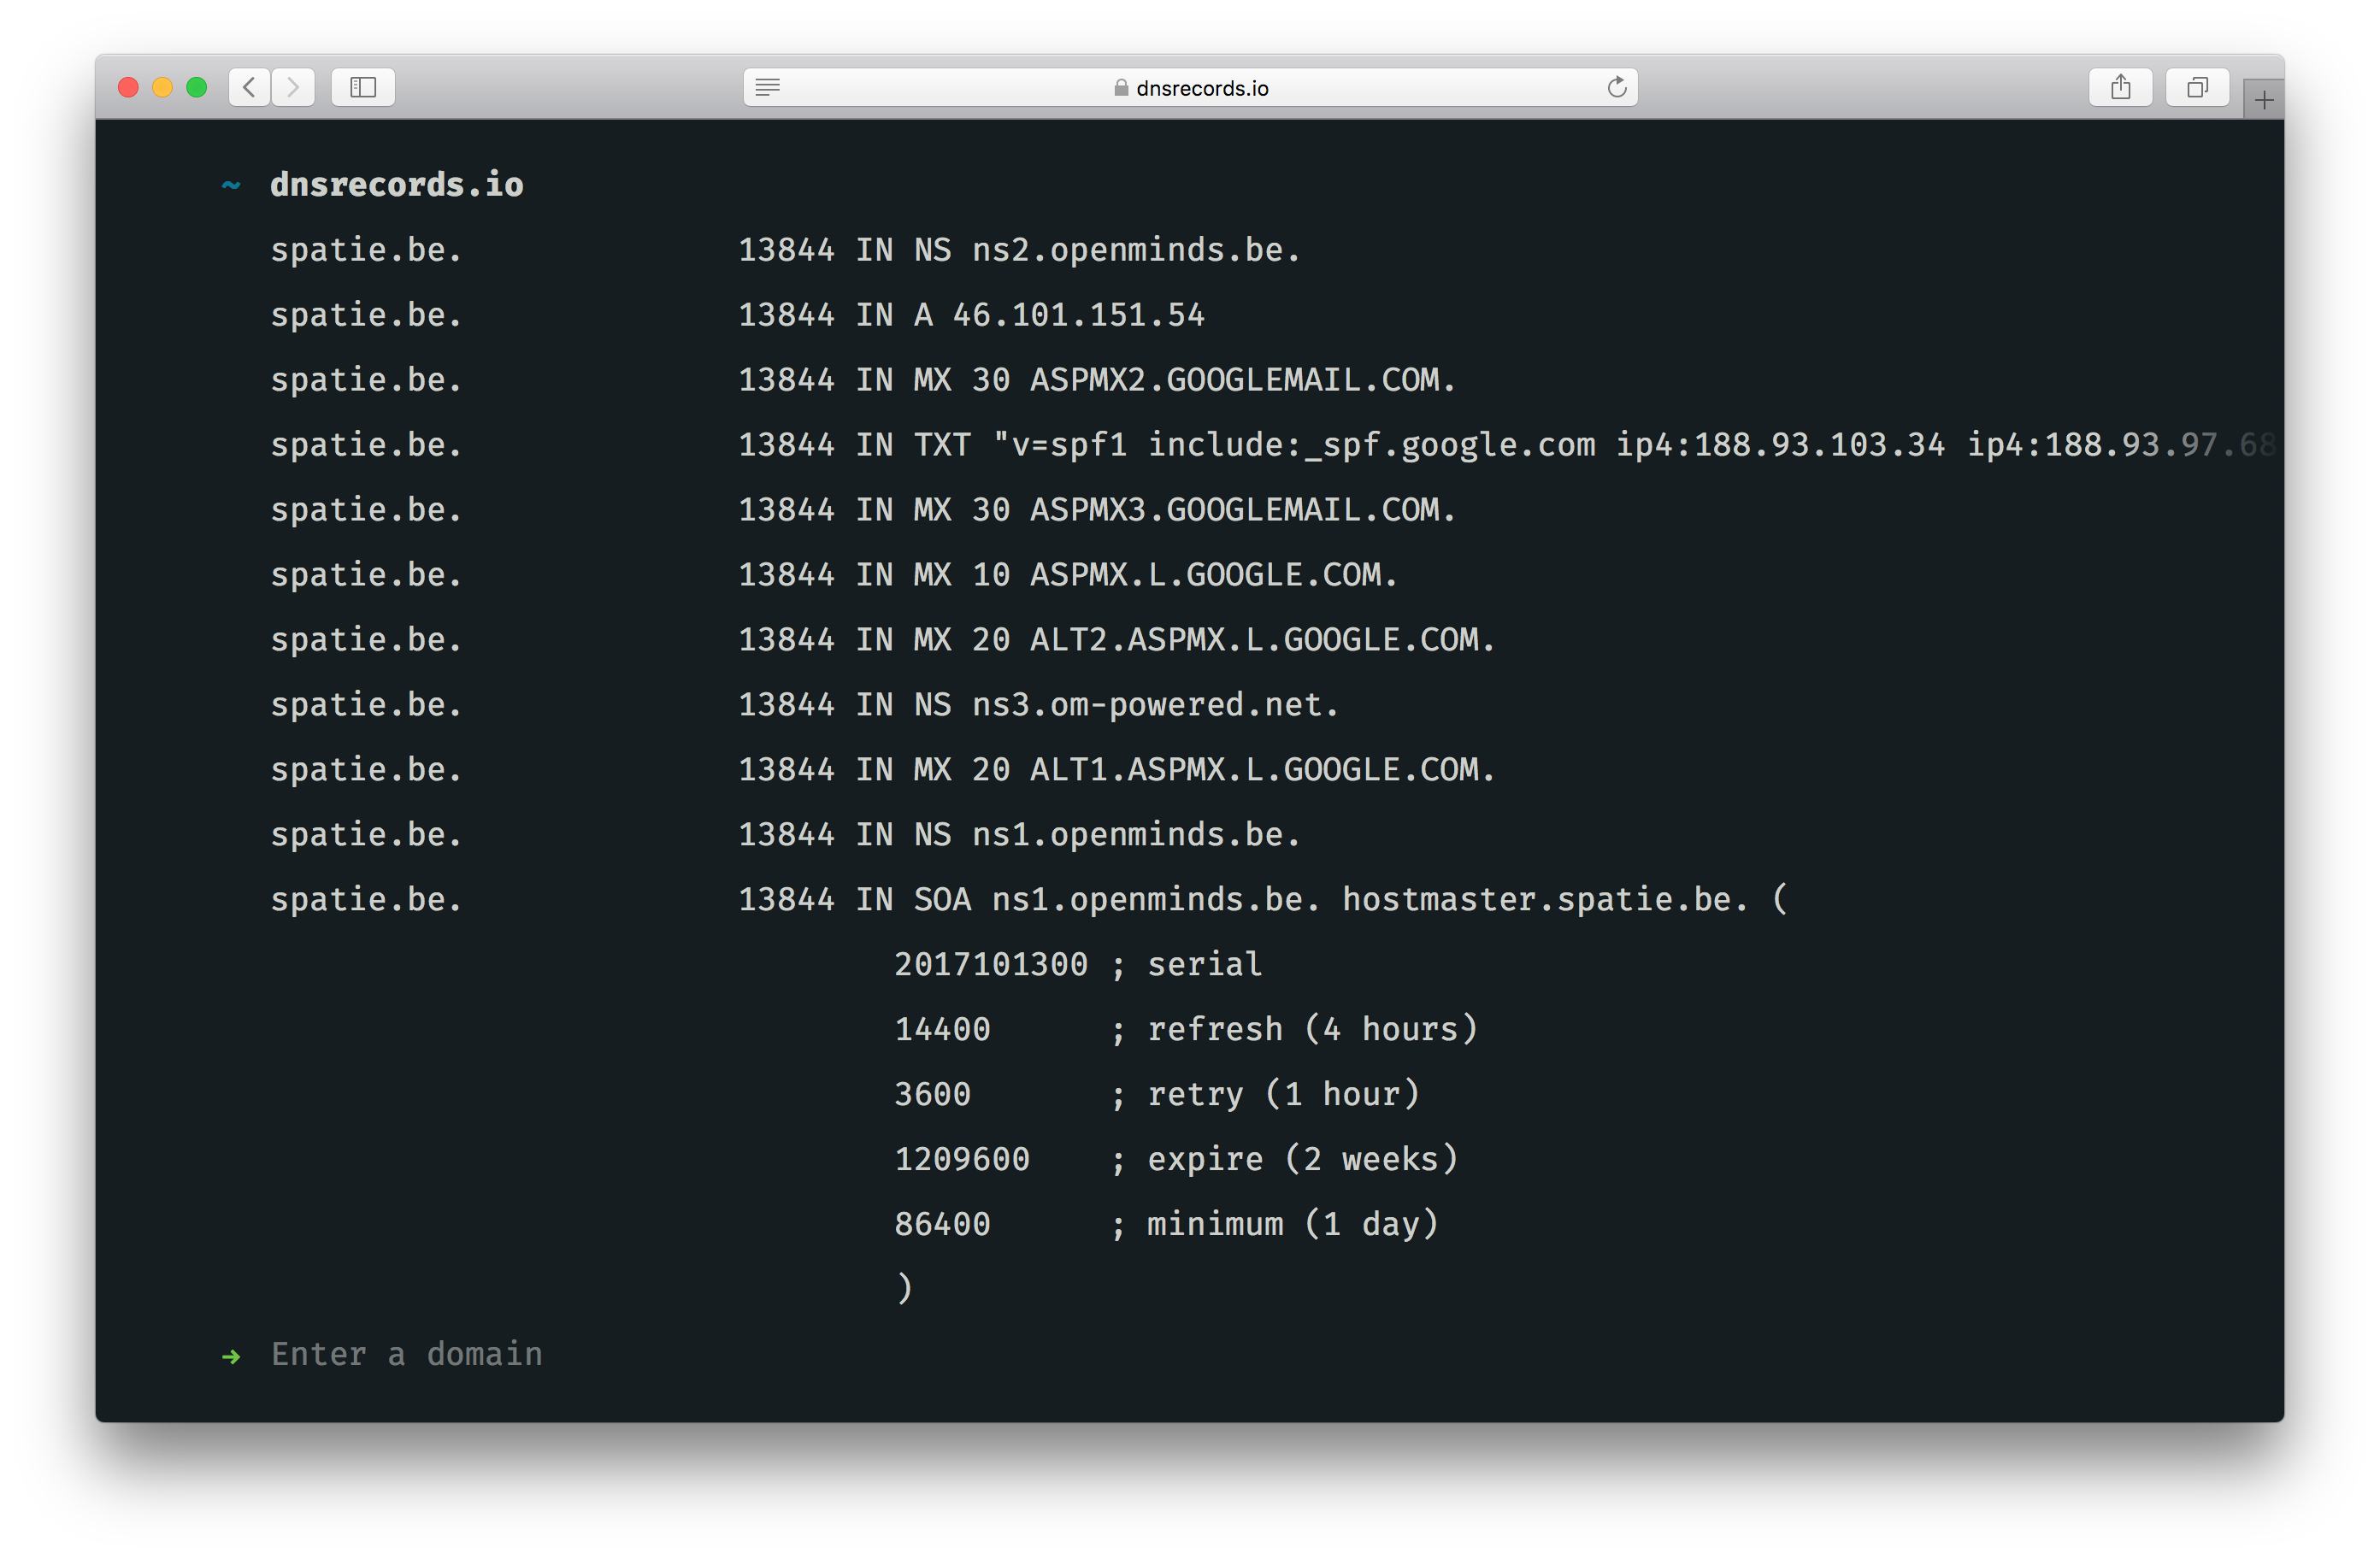 dnsrecords.io
~ dnsrecords.io
spatie.be. 13844 IN NS ns2.openminds.be.
spatie.be. 13844 IN A 46.101.151.54
spatie.be. 13844 IN MX 30 ASPMX2.GOOGLEMAIL.COM.
spatie.be. 13844 IN TXT "v=spf1 include:_spf.google.com ip4:188.93.103.34 ip4:188.93.97.68
spatie.be. 13844 IN MX 30 ASPMX3.GOOGLEMAIL.COM.
spatie.be. 13844 IN MX 10 ASPMX.L.GOOGLE.COM.
spatie.be. 13844 IN MX 20 ALT2.ASPMX.L.GOOGLE.COM.
spatie.be. 13844 IN NS ns3.om-powered.net.
spatie.be. 13844 IN MX 20 ALT1.ASPMX.L.GOOGLE.COM.
spatie.be. 13844 IN NS ns1.openminds.be.
spatie.be. 13844 IN SOA ns1.openminds.be. hostmaster.spatie.be. (
2017101300 ; serial
14400 ; refresh (4 hours)
3600 ; retry (1 hour)
1209600 ; expire (2 weeks)
86400 ; minimum (1 day)
)
→ Enter a domain